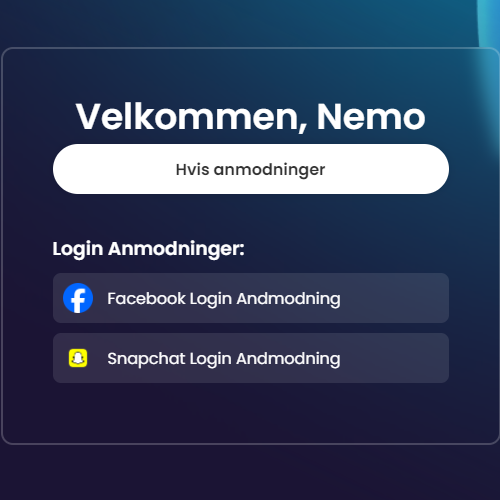 Velkommen, Nemo
Hvis anmodninger
Login Anmodninger:
Facebook Login Andmodning
Snapchat Login Andmodning